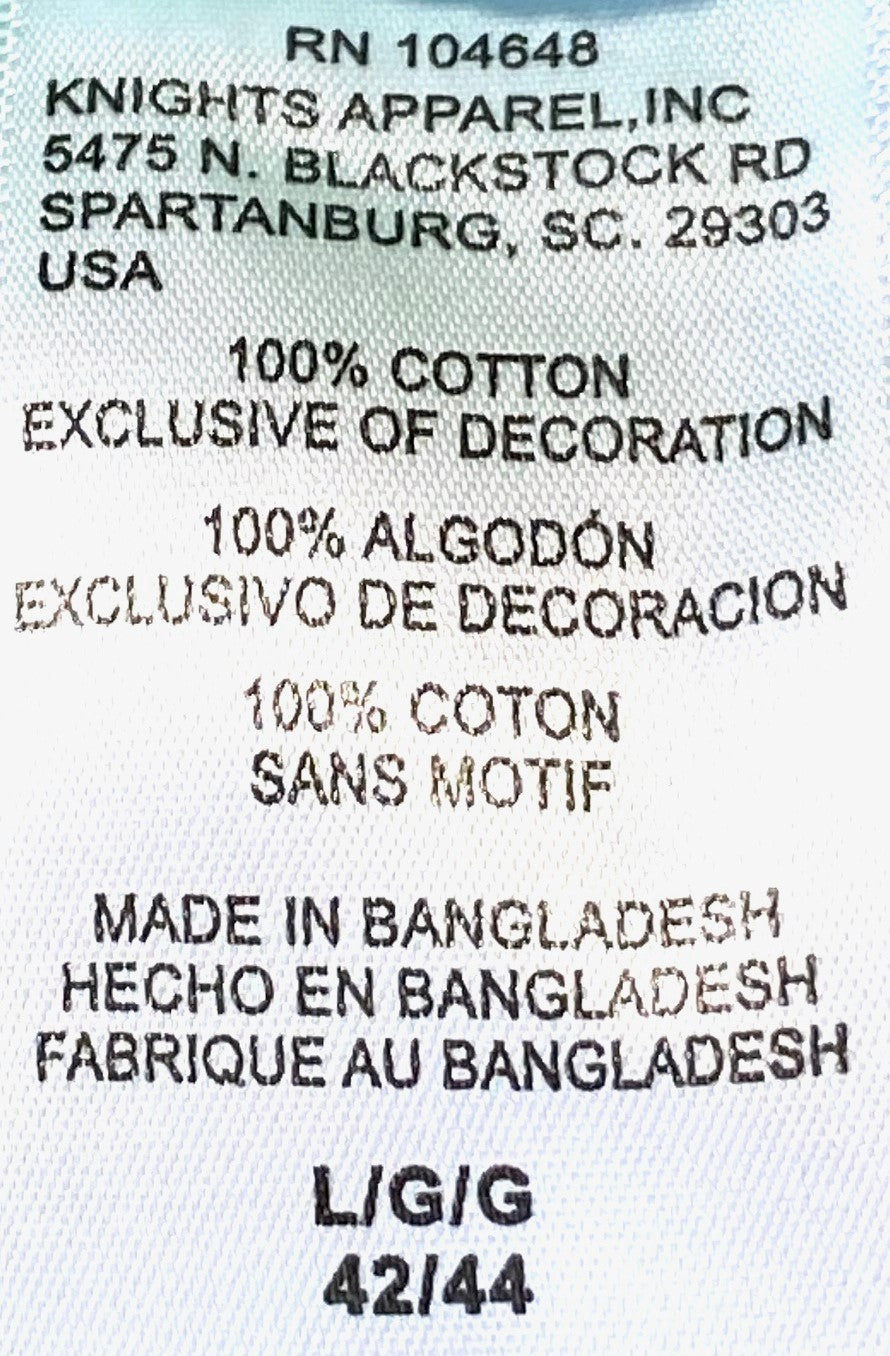 RN 104648
KNIGHTS APPAREL,INC
5475 N. BLACKSTOCK RD
SPARTANBURG, SC. 29303
USA
100% COTTON
EXCLUSIVE OF DECORATION
100% ALGODÓN
EXCLUSIVO DE DECORACION
100% COTON
SANS MOTIF
MADE IN BANGLADESH
HECHO EN BANGLADESH
FABRIQUE AU BANGLADESH
L/G/G
42/44